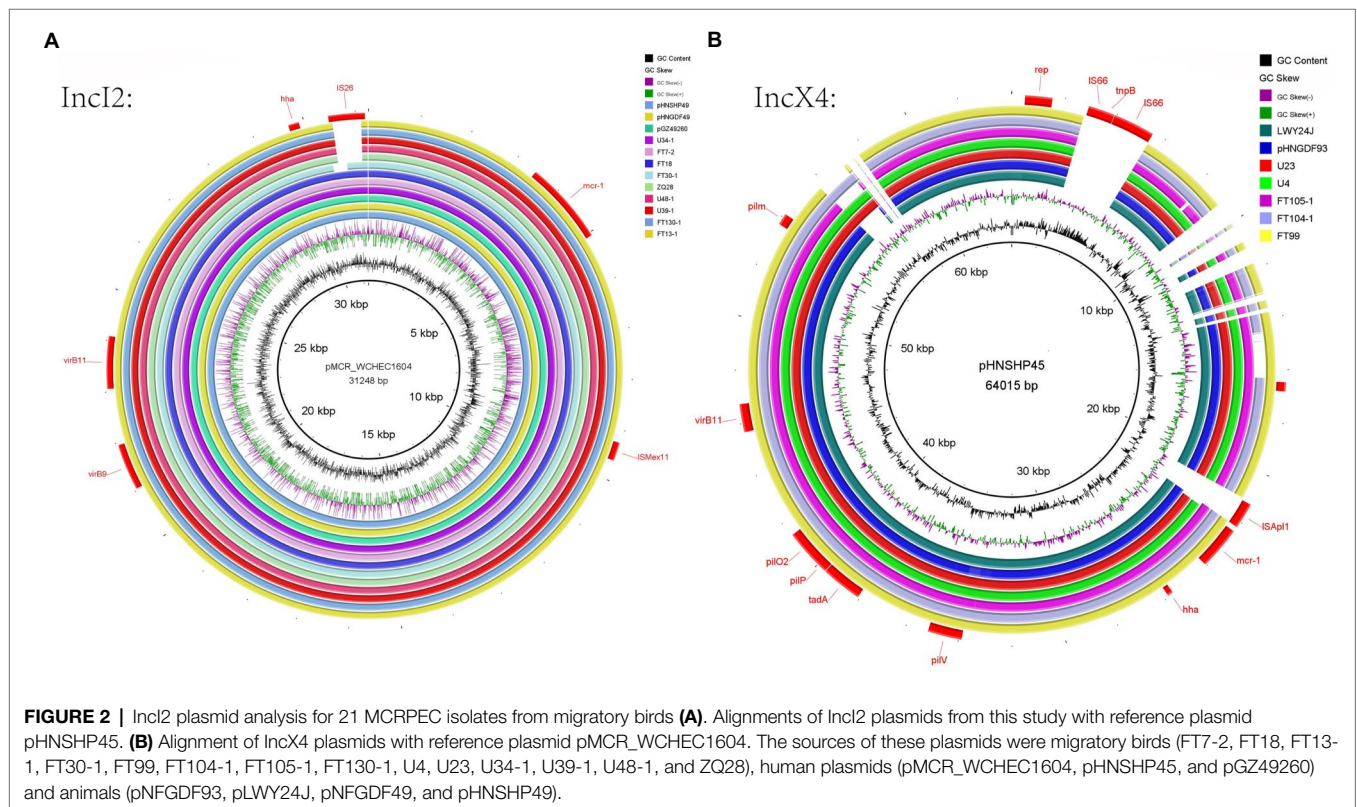 A
IncI2:
hha
IS26
mcr-1
ISMex11
virB9
virB11
30 kbp
5 kbp
25 kbp
pMCR_WCHEC1604
31248 bp
10 kbp
20 kbp
15 kbp
GC Content
GC Skew
GC Skew(-)
GC Skew(+)
pHNSHP49
pHNGDF49
pGZ49260
U34-1
FT7-2
FT18
FT30-1
ZQ28
U48-1
U39-1
FT130-1
FT13-1
B
IncX4:
rep
IS66
tnpB
IS66
pilm
virB11
pilO2
pilP
tadA
pilV
hha
mcr-1
ISApl1
60 kbp
10 kbp
50 kbp
pHNSHP45
64015 bp
20 kbp
40 kbp
30 kbp
GC Content
GC Skew
GC Skew(-)
GC Skew(+)
LWY24J
pHNGDF93
U23
U4
FT105-1
FT104-1
FT99
FIGURE 2 | IncI2 plasmid analysis for 21 MCRPEC isolates from migratory birds (A). Alignments of IncI2 plasmids from this study with reference plasmid
pHNSHP45. (B) Alignment of IncX4 plasmids with reference plasmid pMCR_WCHEC1604. The sources of these plasmids were migratory birds (FT7-2, FT18, FT13-
1, FT30-1, FT99, FT104-1, FT105-1, FT130-1, U4, U23, U34-1, U39-1, U48-1, and ZQ28), human plasmids (pMCR_WCHEC1604, pHNSHP45, and pGZ49260)
and animals (pNFGDF93, pLWY24J, pNFGDF49, and pHNSHP49).